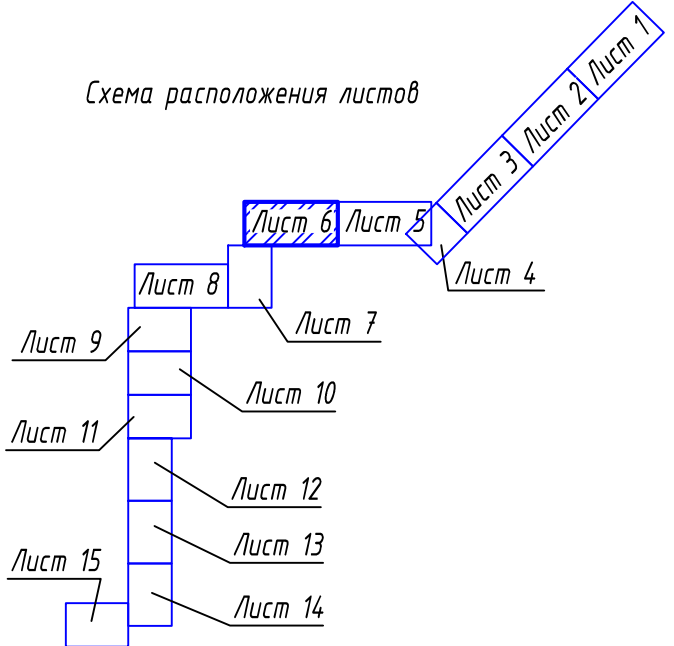 Схема расположения листов
Лист 1
Лист 2
Лист 3
Лист 4
Лист 5
Лист 6
Лист 7
Лист 8
Лист 9
Лист 10
Лист 11
Лист 12
Лист 13
Лист 14
Лист 15